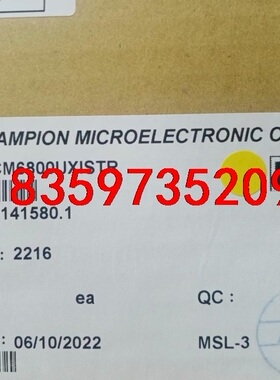 AMPION MICROELECTRONIC C
CM6800UXISTR
8359735209
141580.1
: 2216
ea QC :
: 06/10/2022 MSL-3